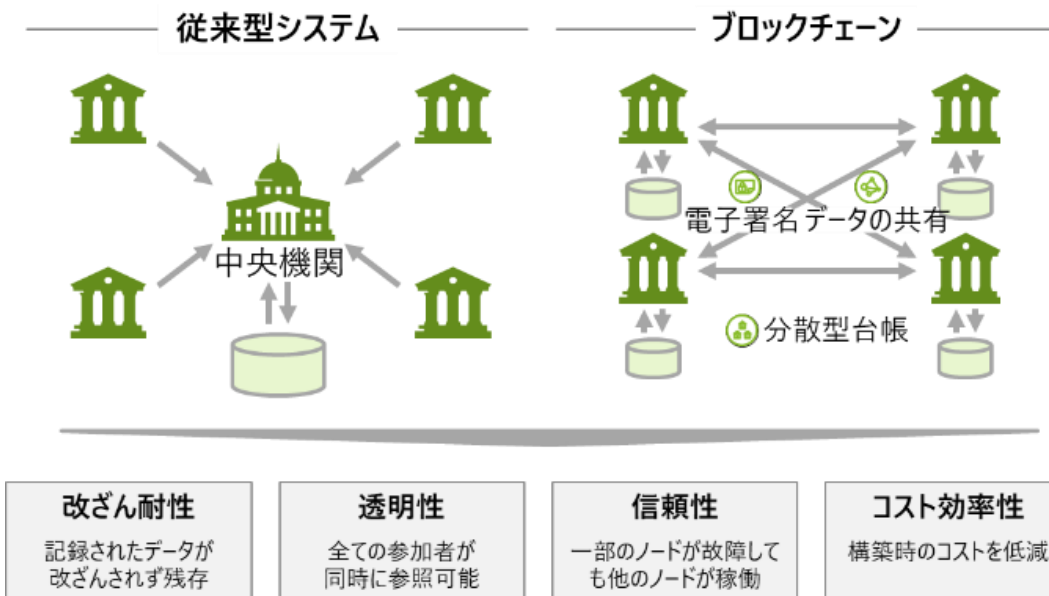 従来型システム
ブロックチェーン
中央機関
電子署名 データの共有
分散型台帳
改ざん耐性
記録されたデータが
改ざんされず残存
透明性
全ての参加者が
同時に参照可能
信頼性
一部のノードが故障して
も他のノードが稼働
コスト効率性
構築時のコストを低減